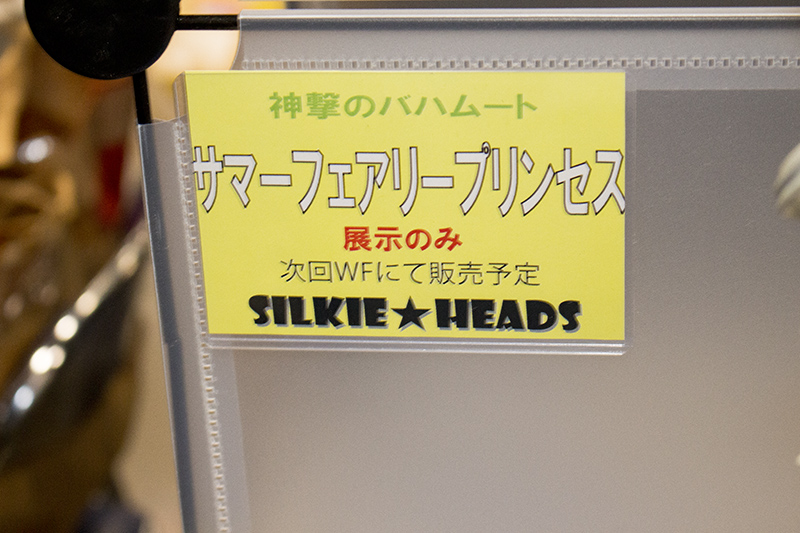 神撃のバハムート
サマーフェアリープリンセス
展示のみ
次回WFにて販売予定
SILKIE★HEADS